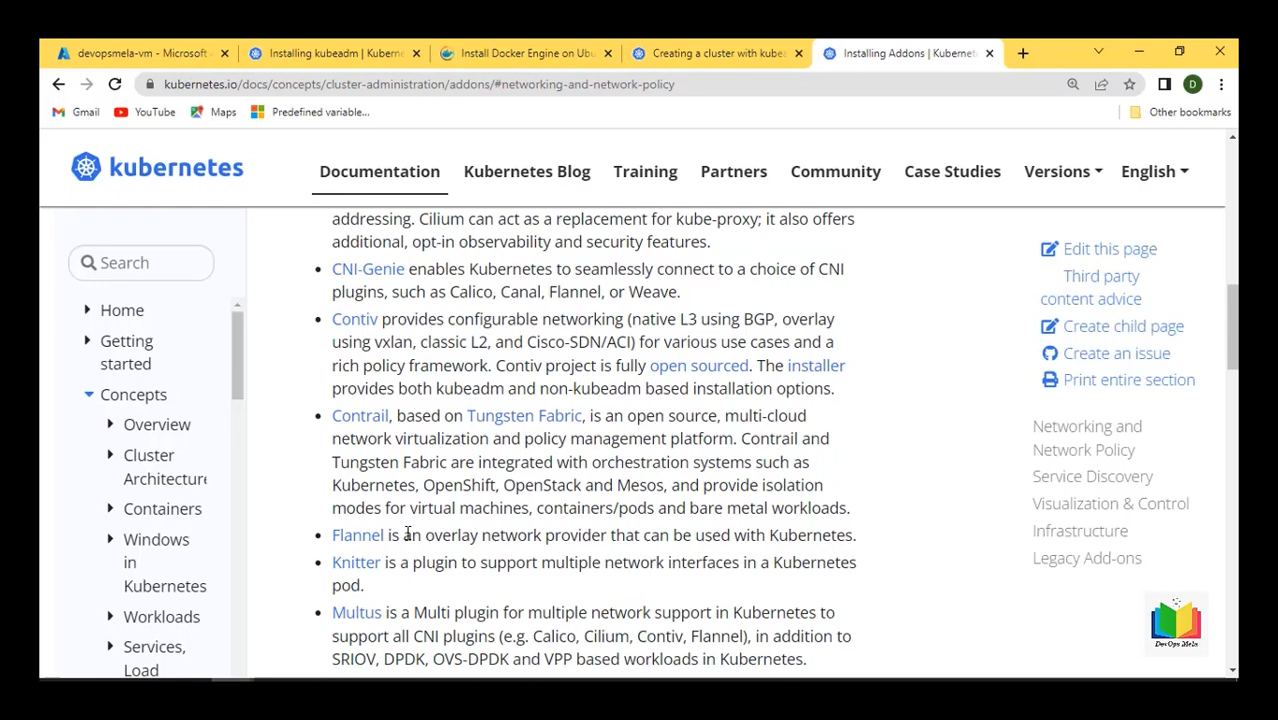 devopsmela-vm - Microsoft
Installing kubeadm | Kuberne
Install Docker Engine on Ubu
Creating a cluster with kubea
Installing Addons | Kubernet
kubernetes.io/docs/concepts/cluster-administration/addons/#networking-and-network-policy
D
Gmail
YouTube
Maps
Predefined variable...
Other bookmarks
kubernetes
Documentation
Kubernetes Blog
Training
Partners
Community
Case Studies
Versions
English
Search
Home
Getting
started
Concepts
Overview
Cluster
Architecture
Containers
Windows
in
Kubernetes
Workloads
Services,
Load
addressing. Cilium can act as a replacement for kube-proxy; it also offers
additional, opt-in observability and security features.
CNI-Genie enables Kubernetes to seamlessly connect to a choice of CNI
plugins, such as Calico, Canal, Flannel, or Weave.
Contiv provides configurable networking (native L3 using BGP, overlay
using vxlan, classic L2, and Cisco-SDN/ACI) for various use cases and a
rich policy framework. Contiv project is fully open sourced. The installer
provides both kubeadm and non-kubeadm based installation options.
Contrail, based on Tungsten Fabric, is an open source, multi-cloud
network virtualization and policy management platform. Contrail and
Tungsten Fabric are integrated with orchestration systems such as
Kubernetes, OpenShift, OpenStack and Mesos, and provide isolation
modes for virtual machines, containers/pods and bare metal workloads.
Flannel is an overlay network provider that can be used with Kubernetes.
Knitter is a plugin to support multiple network interfaces in a Kubernetes
pod.
Multus is a Multi plugin for multiple network support in Kubernetes to
support all CNI plugins (e.g. Calico, Cilium, Contiv, Flannel), in addition to
SRIOV, DPDK, OVS-DPDK and VPP based workloads in Kubernetes.
Edit this page
Third party
content advice
Create child page
Create an issue
Print entire section
Networking and
Network Policy
Service Discovery
Visualization & Control
Infrastructure
Legacy Add-ons
DevOps Mela